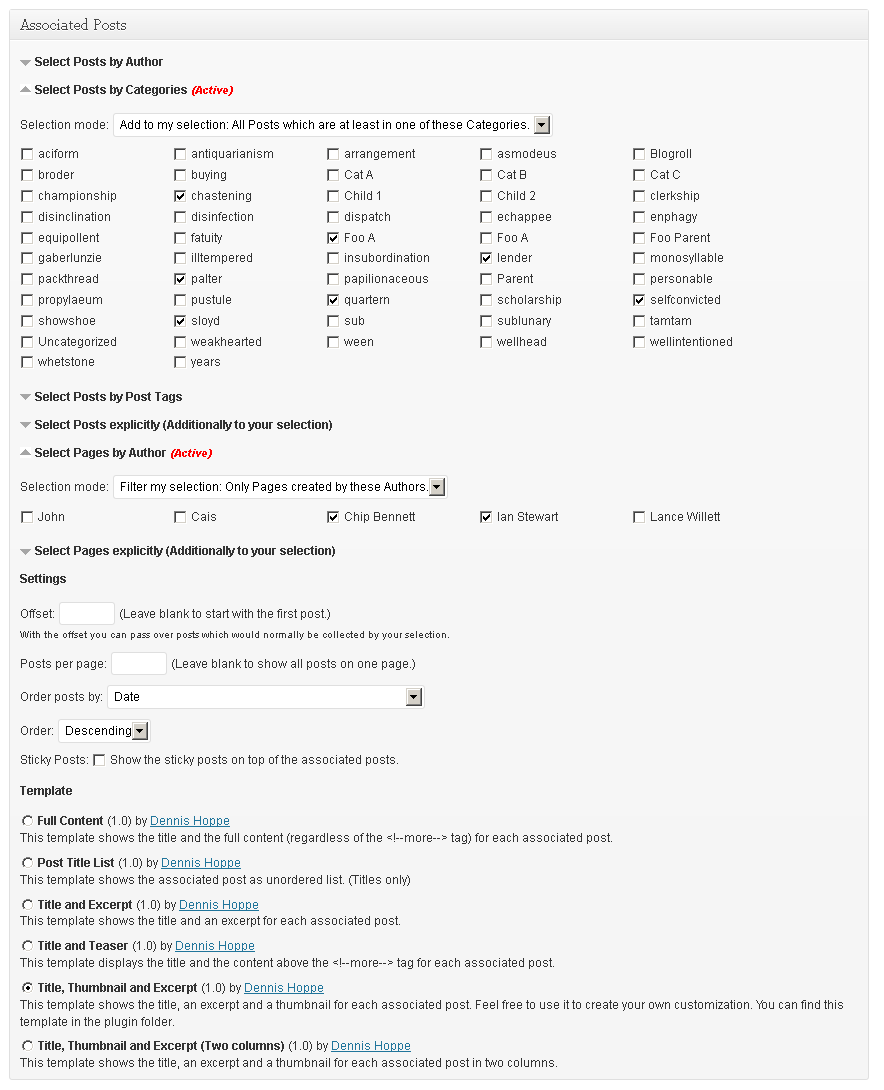 Associated Posts
Select Posts by Author
Select Posts by Categories (Active)
Selection mode: Add to my selection: All Posts which are at least in one of these Categories.
aciform antiquarianism arrangement asmodeus Blogroll
broder buying Cat A Cat B Cat C
championship chastening Child 1 Child 2 clerkship
disinclination disinfection dispatch echappee enphagy
equipollent fatuity Foo A Foo A Foo Parent
gaberlunzie illtempered insubordination lender monosyllable
packthread palter papilionaceous Parent personable
propylaeum pustule quartern scholarship selfconvicted
showshoe sloyd sub sublunary tamtam
Uncategorized weakhearted ween wellhead wellintentioned
whetstone years
Select Posts by Post Tags
Select Posts explicitly (Additionally to your selection)
Select Pages by Author (Active)
Selection mode: Filter my selection: Only Pages created by these Authors.
John Cais Chip Bennett Ian Stewart Lance Willett
Select Pages explicitly (Additionally to your selection)
Settings
Offset: (Leave blank to start with the first post.)
With the offset you can pass over posts which would normally be collected by your selection.
Posts per page: (Leave blank to show all posts on one page.)
Order posts by: Date
Order: Descending
Sticky Posts: Show the sticky posts on top of the associated posts.
Template
Full Content (1.0) by Dennis Hoppe
This template shows the title and the full content (regardless of the <!--more--> tag) for each associated post.
Post Title List (1.0) by Dennis Hoppe
This template shows the associated post as unordered list. (Titles only)
Title and Excerpt (1.0) by Dennis Hoppe
This template shows the title and an excerpt for each associated post.
Title and Teaser (1.0) by Dennis Hoppe
This template displays the title and the content above the <!--more--> tag for each associated post.
Title, Thumbnail and Excerpt (1.0) by Dennis Hoppe
This template shows the title, an excerpt and a thumbnail for each associated post. Feel free to use it to create your own customization. You can find this
template in the plugin folder.
Title, Thumbnail and Excerpt (Two columns) (1.0) by Dennis Hoppe
This template shows the title, an excerpt and a thumbnail for each associated post in two columns.